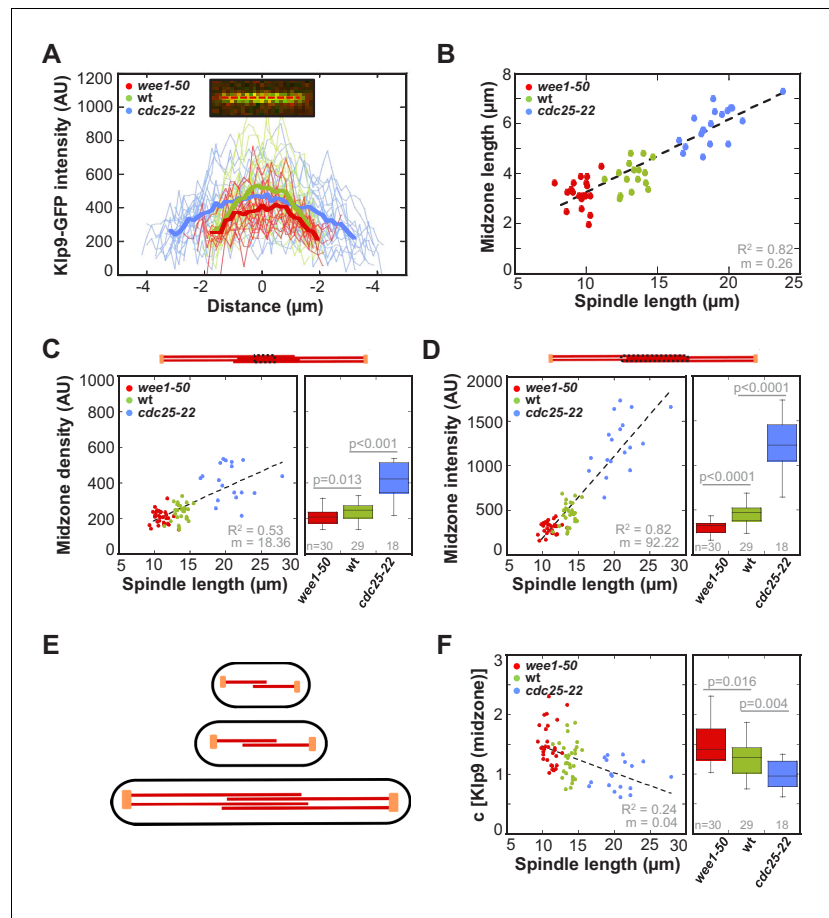 A
Klp9-GFP intensity (AU)
1200
1000
800
600
400
200
wee1-50
wt
cdc25-22
-4
-2
0
-2
-4
Distance (µm)
B
Midzone length (µm)
8
6
4
2
0
5
10
15
20
25
R² = 0.82
m = 0.26
Spindle length (µm)
C
Midzone density (AU)
1000
800
600
400
200
0
wee1-50
wt
cdc25-22
R² = 0.53
m = 18.36
5 10 15 20 25 30
Spindle length (µm)
p<0.001
p=0.013
n=30 29 18
wee1-50
wt
cdc25-22
D
Midzone intensity (AU)
2000
1500
1000
500
0
wee1-50
wt
cdc25-22
R² = 0.82
m = 92.22
5 10 15 20 25 30
Spindle length (µm)
p<0.0001
p<0.0001
n=30 29 18
wee1-50
wt
cdc25-22
E
F
c [Klp9 (midzone)]
3
2
1
0
wee1-50
wt
cdc25-22
R² = 0.24
m = 0.04
5 10 15 20 25 30
Spindle length (µm)
p=0.016
p=0.004
n=30 29 18
wee1-50
wt
cdc25-22